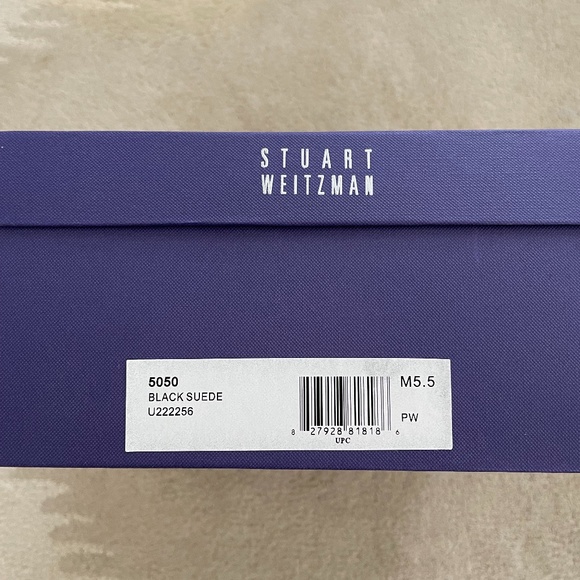 STUART
WEITZMAN
5050
BLACK SUEDE
U222256
M5.5
PW
8 27928 81818 6
UPC